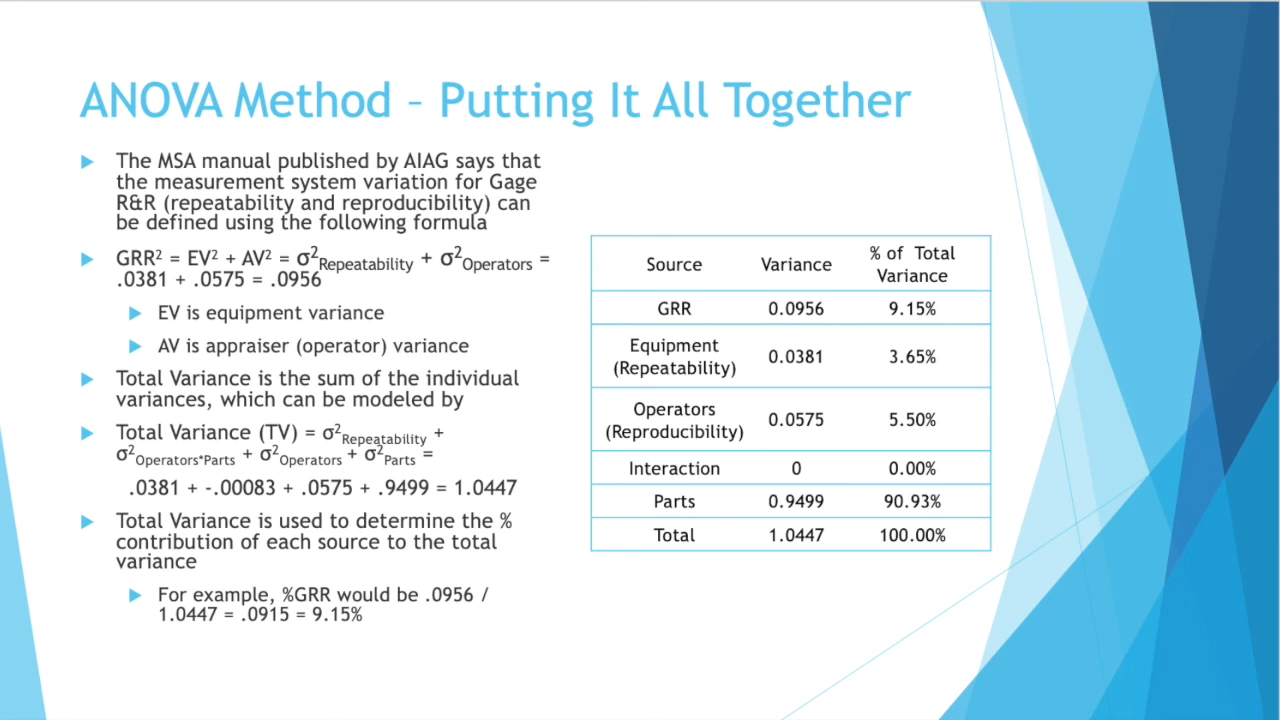 ANOVA Method – Putting It All Together
The MSA manual published by AIAG says that
the measurement system variation for Gage
R&R (repeatability and reproducibility) can
be defined using the following formula
GRR² = EV² + AV² = σ²Repeatability + σ²Operators =
.0381 + .0575 = .0956
EV is equipment variance
AV is appraiser (operator) variance
Total Variance is the sum of the individual
variances, which can be modeled by
Total Variance (TV) = σ²Repeatability +
σ²Operators*Parts + σ²Operators + σ²Parts =
.0381 + -.00083 + .0575 + .9499 = 1.0447
Total Variance is used to determine the %
contribution of each source to the total
variance
For example, %GRR would be .0956 /
1.0447 = .0915 = 9.15%
Source Variance % of Total
Variance
GRR 0.0956 9.15%
Equipment
(Repeatability) 0.0381 3.65%
Operators
(Reproducibility) 0.0575 5.50%
Interaction 0 0.00%
Parts 0.9499 90.93%
Total 1.0447 100.00%